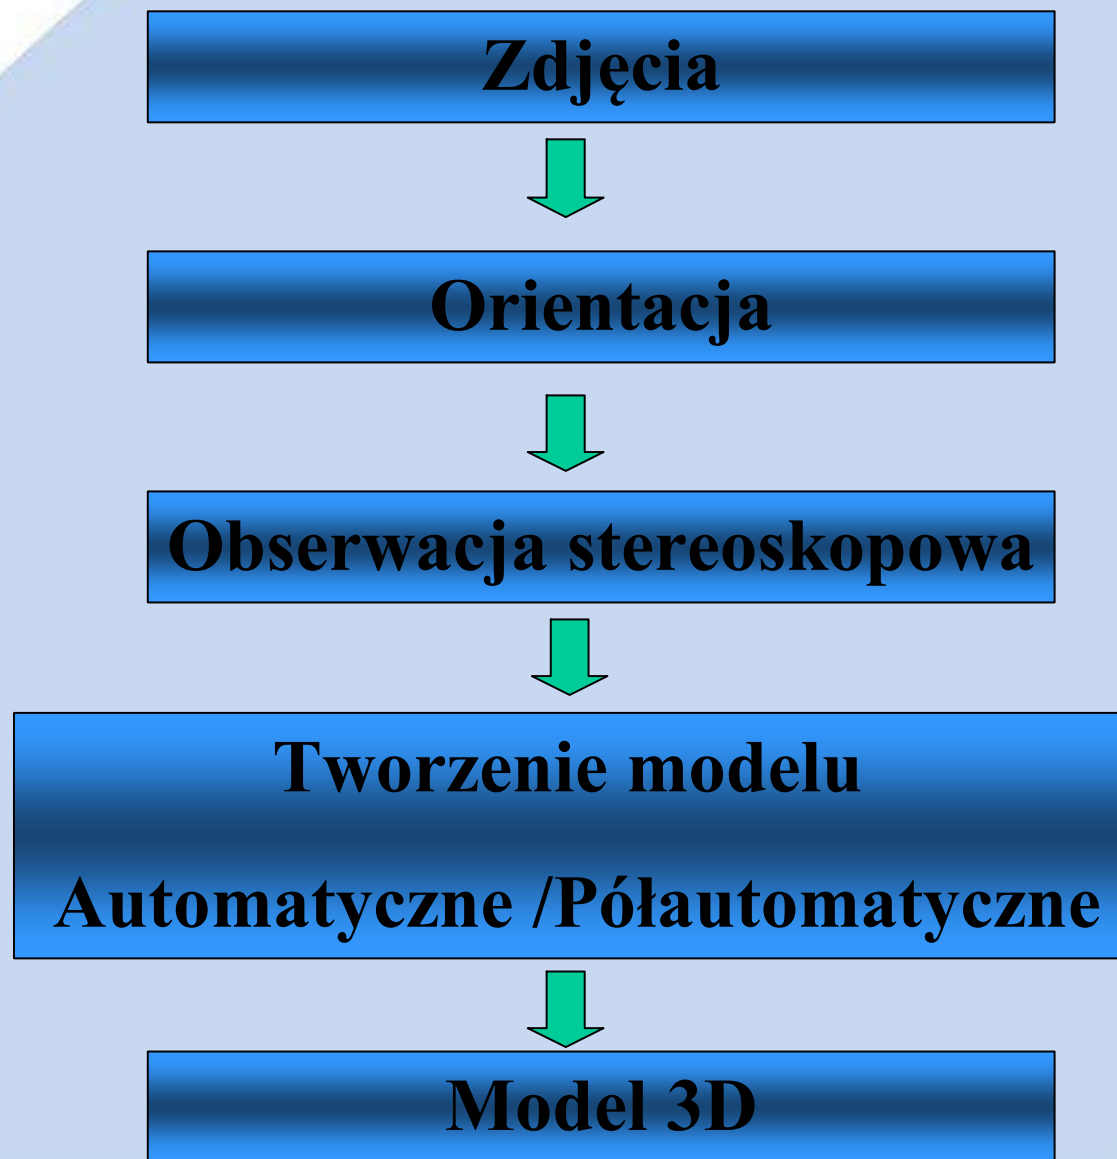 Zdjęcia
Orientacja
Obserwacja stereoskopowa
Tworzenie modelu
Automatyczne /Półautomatyczne
Model 3D